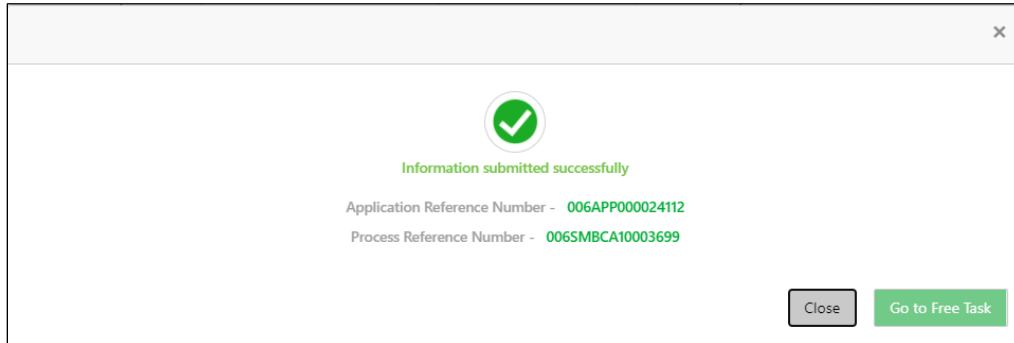 ×
Information submitted successfully
Application Reference Number - 006APP000024112
Process Reference Number - 006SMBCA10003699
Close Go to Free Task